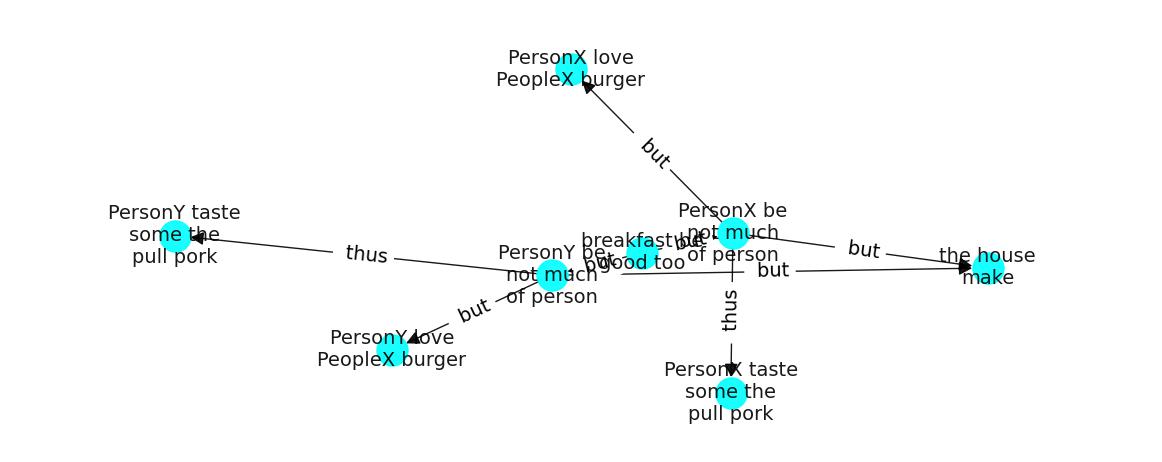 PersonX love
PeopleX burger
but
PersonY taste
some the
pull pork
thus
PersonX be
not much
of person
but
breakfast be
good too
but
PersonY be
not much
of person
but
but
the house
make
but
thus
PersonY love
PeopleX burger
PersonX taste
some the
pull pork